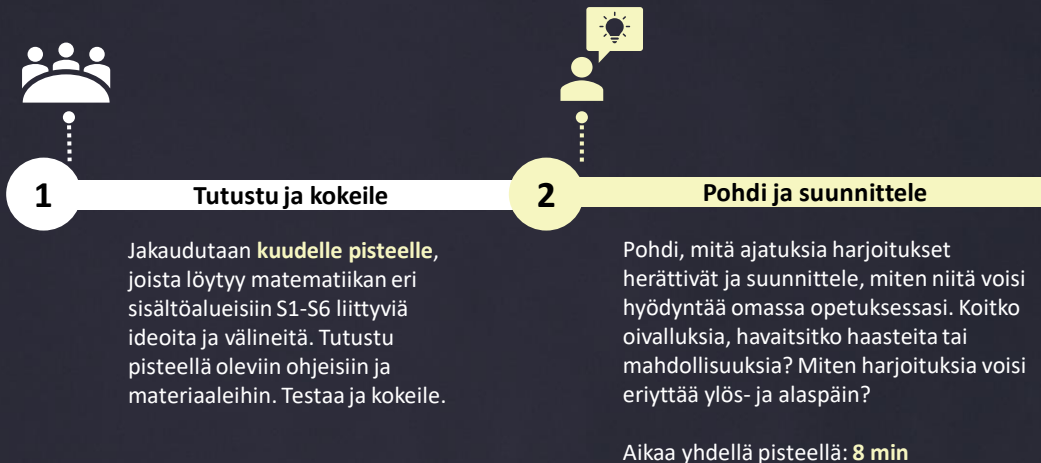 1
Tutustu ja kokeile
Jakaudutaan kuudelle pisteelle,
joista löytyy matematiikan eri
sisältöalueisiin S1-S6 liittyviä
ideoita ja välineitä. Tutustu
pisteellä oleviin ohjeisiin ja
materiaaleihin. Testaa ja kokeile.
2
Pohdi ja suunnittele
Pohdi, mitä ajatuksia harjoitukset
herättivät ja suunnittele, miten niitä voisi
hyödyntää omassa opetuksessasi. Koitko
oivalluksia, havaitsitko haasteita tai
mahdollisuuksia? Miten harjoituksia voisi
eriyttää ylös- ja alaspäin?
Aikaa yhdellä pisteellä: 8 min